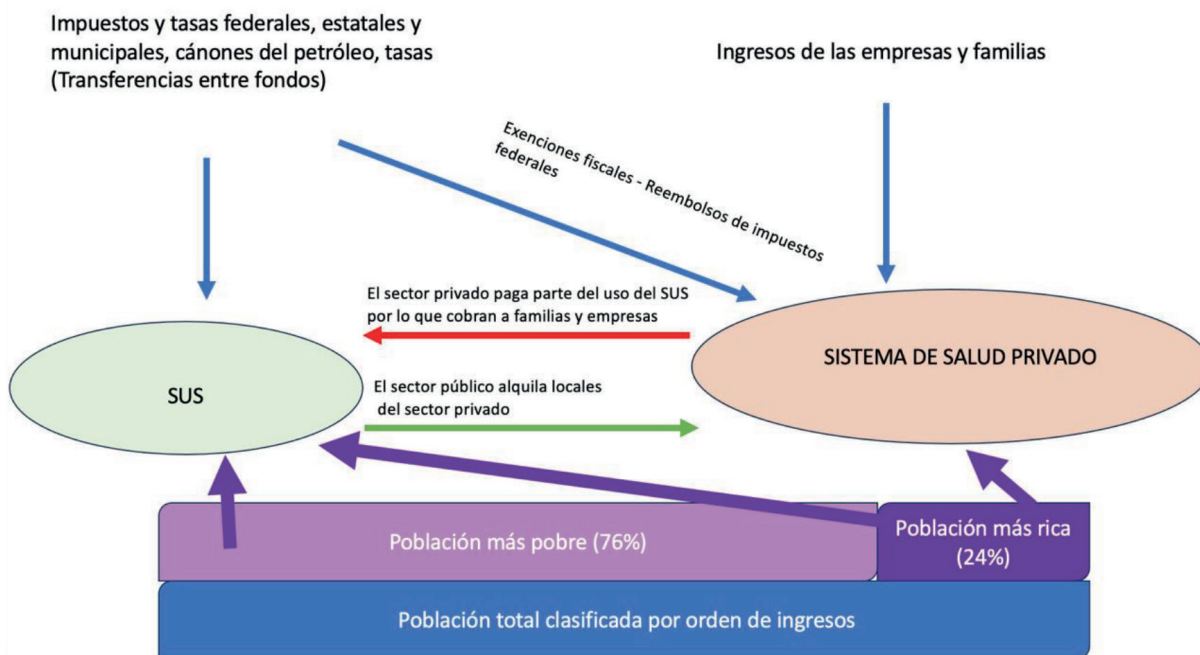 Impuestos y tasas federales, estatales y
municipales, cánones del petróleo, tasas
(Transferencias entre fondos)
Ingresos de las empresas y familias
Exenciones fiscales - Reembolsos de impuestos
federales
El sector privado paga parte del uso del SUS
por lo que cobran a familias y empresas
SISTEMA DE SALUD PRIVADO
SUS
El sector público alquila locales
del sector privado
Población más pobre (76%)
Población más rica
(24%)
Población total clasificada por orden de ingresos